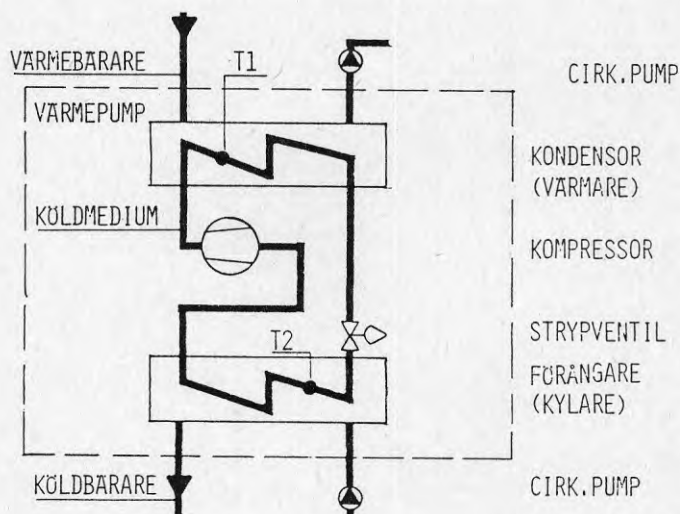 VÄRMEBÄRARE
T1
CIRK.PUMP
VÄRMEPUMP
KONDENSOR
(VÄRMARE)
KÖLDMEDIUM
KOMPRESSOR
STRYPVENTIL
T2
FÖRÅNGARE
(KYLARE)
KÖLDBÄRARE
CIRK.PUMP